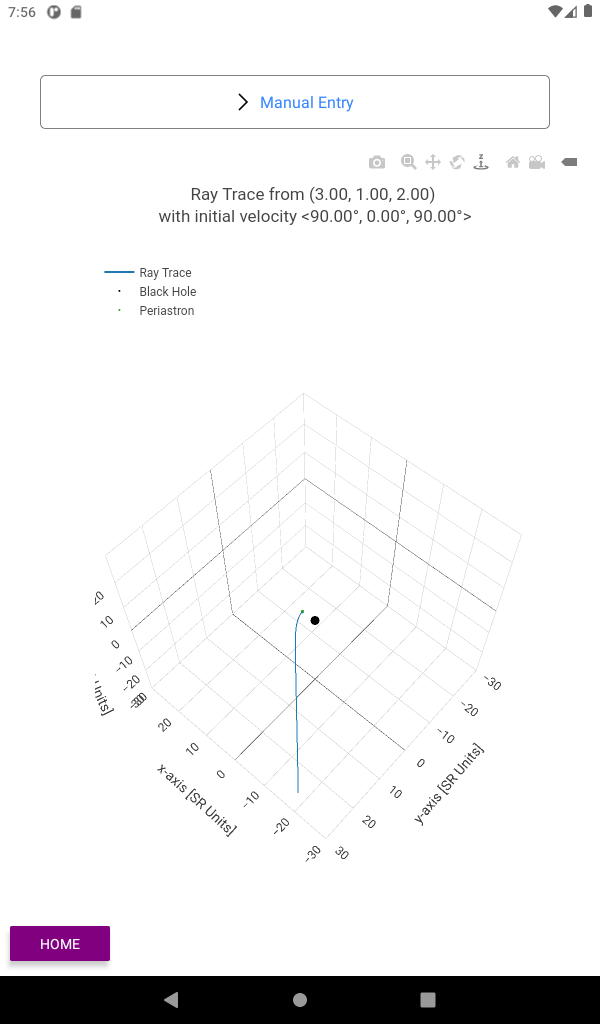 7:56
Manual Entry
Ray Trace from (3.00, 1.00, 2.00)
with initial velocity <90.00°, 0.00°, 90.00°>
Ray Trace
Black Hole
Periastron
20
10
0
−10
−20
Units]
30
20
10
0
−10
−20
−30
x-axis [SR Units]
−30
−20
−10
0
10
20
30
y-axis [SR Units]
HOME